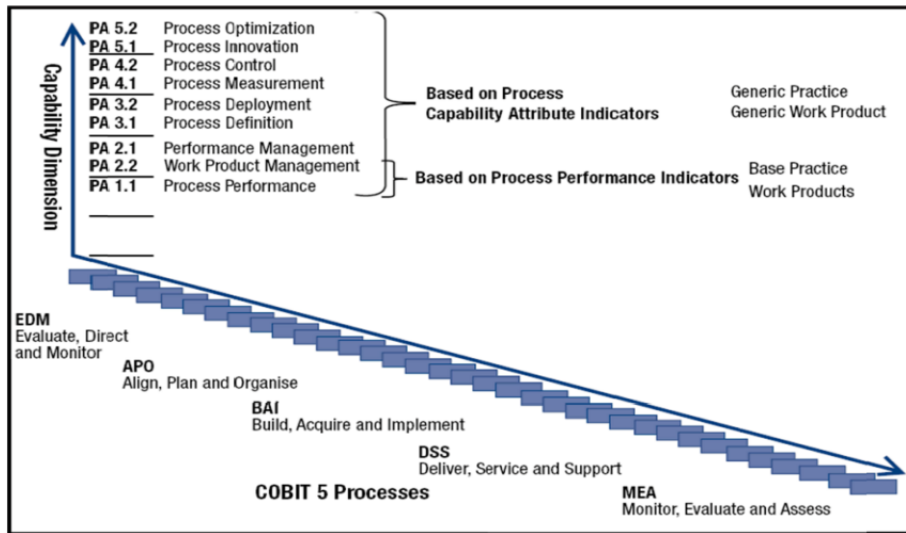 PA 5.2 Process Optimization
PA 5.1 Process Innovation
PA 4.2 Process Control
PA 4.1 Process Measurement
PA 3.2 Process Deployment
PA 3.1 Process Definition
PA 2.1 Performance Management
PA 2.2 Work Product Management
PA 1.1 Process Performance
Capability Dimension
Based on Process
Capability Attribute Indicators
Generic Practice
Generic Work Product
Based on Process Performance Indicators
Base Practice
Work Products
EDM
Evaluate, Direct
and Monitor
APO
Align, Plan and Organise
BAI
Build, Acquire and Implement
DSS
Deliver, Service and Support
MEA
Monitor, Evaluate and Assess
COBIT 5 Processes